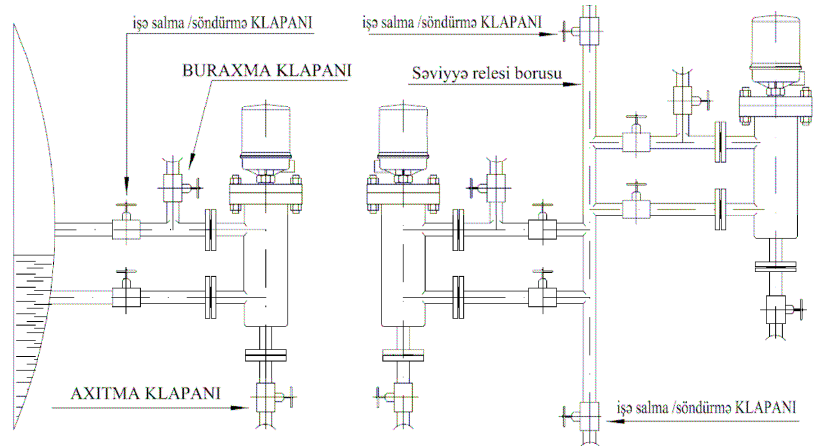 işə salma /söndürmə KLAPANI
işə salma /söndürmə KLAPANI
BURAXMA KLAPANI
Səviyyə relesi borusu
AXITMA KLAPANI
işə salma /söndürmə KLAPANI